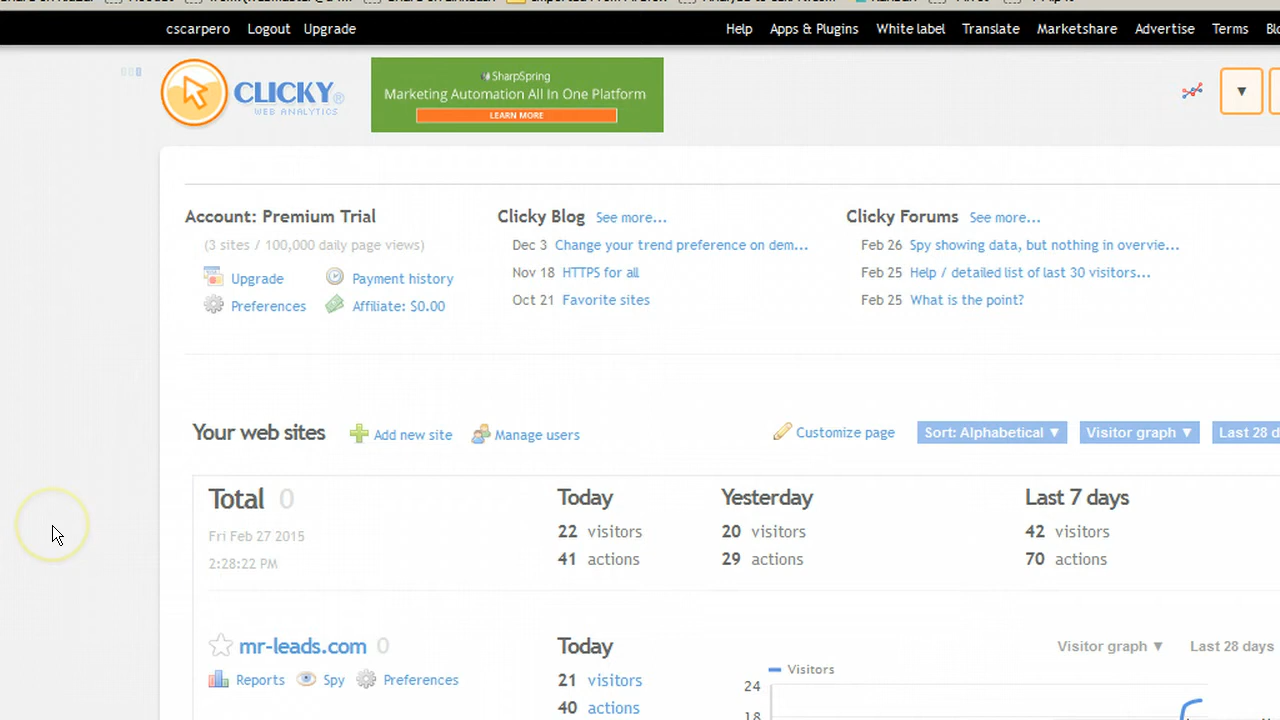 cscarpero Logout Upgrade Help Apps & Plugins White label Translate Marketshare Advertise Terms
CLICKY®
WEB ANALYTICS
SharpSpring
Marketing Automation All In One Platform
LEARN MORE
Account: Premium Trial
(3 sites / 100,000 daily page views)
Upgrade Payment history
Preferences Affiliate: $0.00
Clicky Blog See more...
Dec 3 Change your trend preference on dem...
Nov 18 HTTPS for all
Oct 21 Favorite sites
Clicky Forums See more...
Feb 26 Spy showing data, but nothing in overvie...
Feb 25 Help / detailed list of last 30 visitors...
Feb 25 What is the point?
Your web sites Add new site Manage users Customize page Sort: Alphabetical ▼ Visitor graph ▼ Last 28 d
Total 0 Today Yesterday Last 7 days
Fri Feb 27 2015 22 visitors 20 visitors 42 visitors
2:28:22 PM 41 actions 29 actions 70 actions
mr-leads.com 0 Today Visitor graph ▼ Last 28 days
Reports Spy Preferences 21 visitors
40 actions
Visitors
24
18